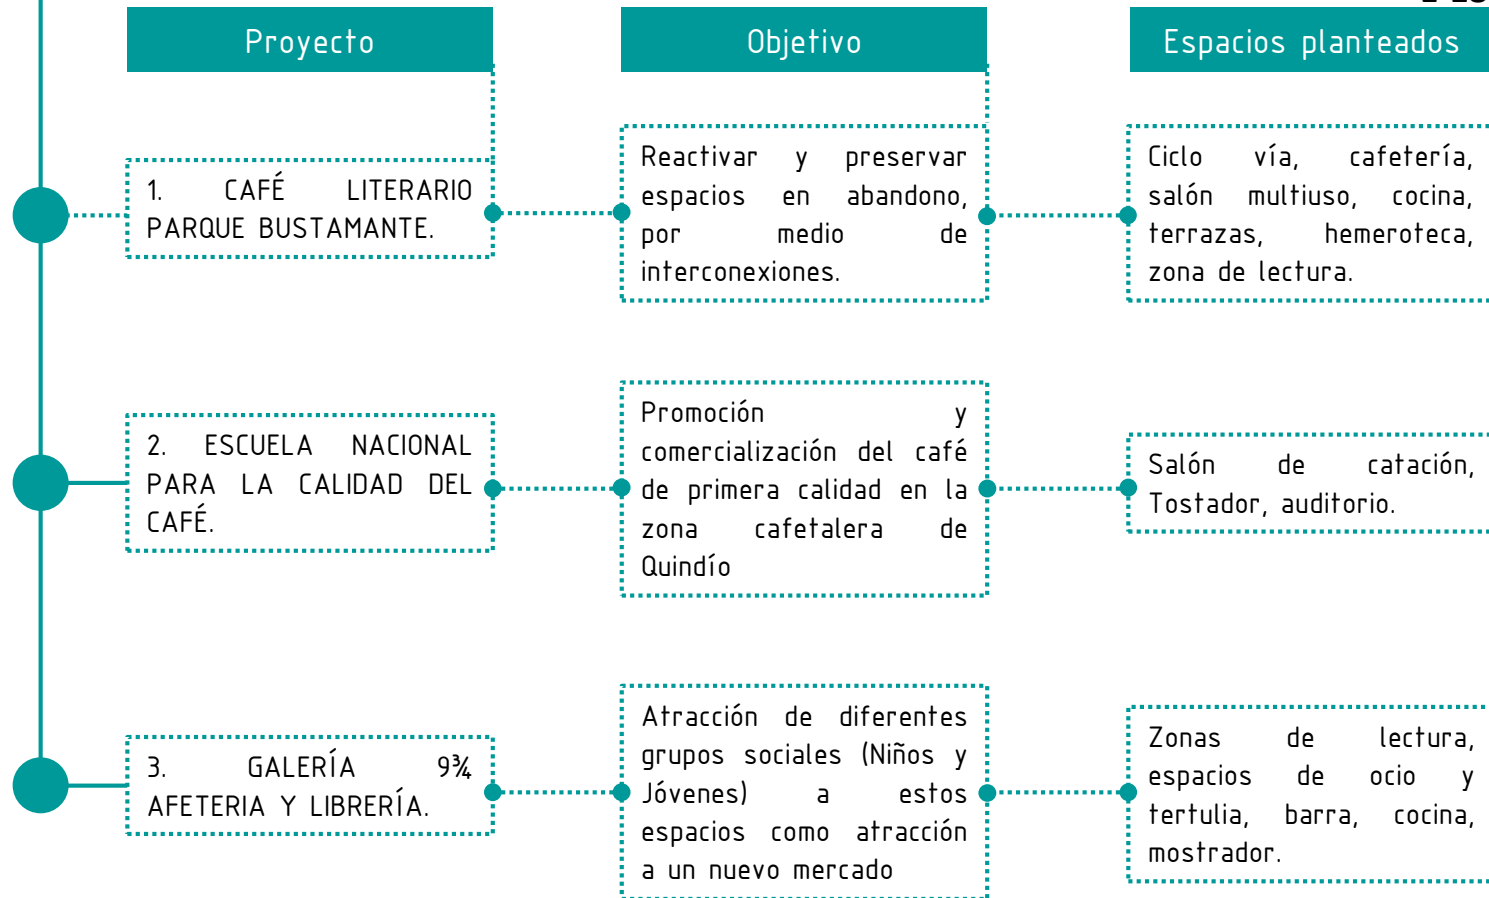 Proyecto
Objetivo
Espacios planteados
1. CAFÉ LITERARIO
PARQUE BUSTAMANTE.
Reactivar y preservar
espacios en abandono,
por medio de
interconexiones.
Ciclo vía, cafetería,
salón multiuso, cocina,
terrazas, hemeroteca,
zona de lectura.
2. ESCUELA NACIONAL
PARA LA CALIDAD DEL
CAFÉ.
Promoción y
comercialización del café
de primera calidad en la
zona cafetalera de
Quindío
Salón de catación,
Tostador, auditorio.
3. GALERÍA 9¾
AFETERIA Y LIBRERÍA.
Atracción de diferentes
grupos sociales (Niños y
Jóvenes) a estos
espacios como atracción
a un nuevo mercado
Zonas de lectura,
espacios de ocio y
tertulia, barra, cocina,
mostrador.